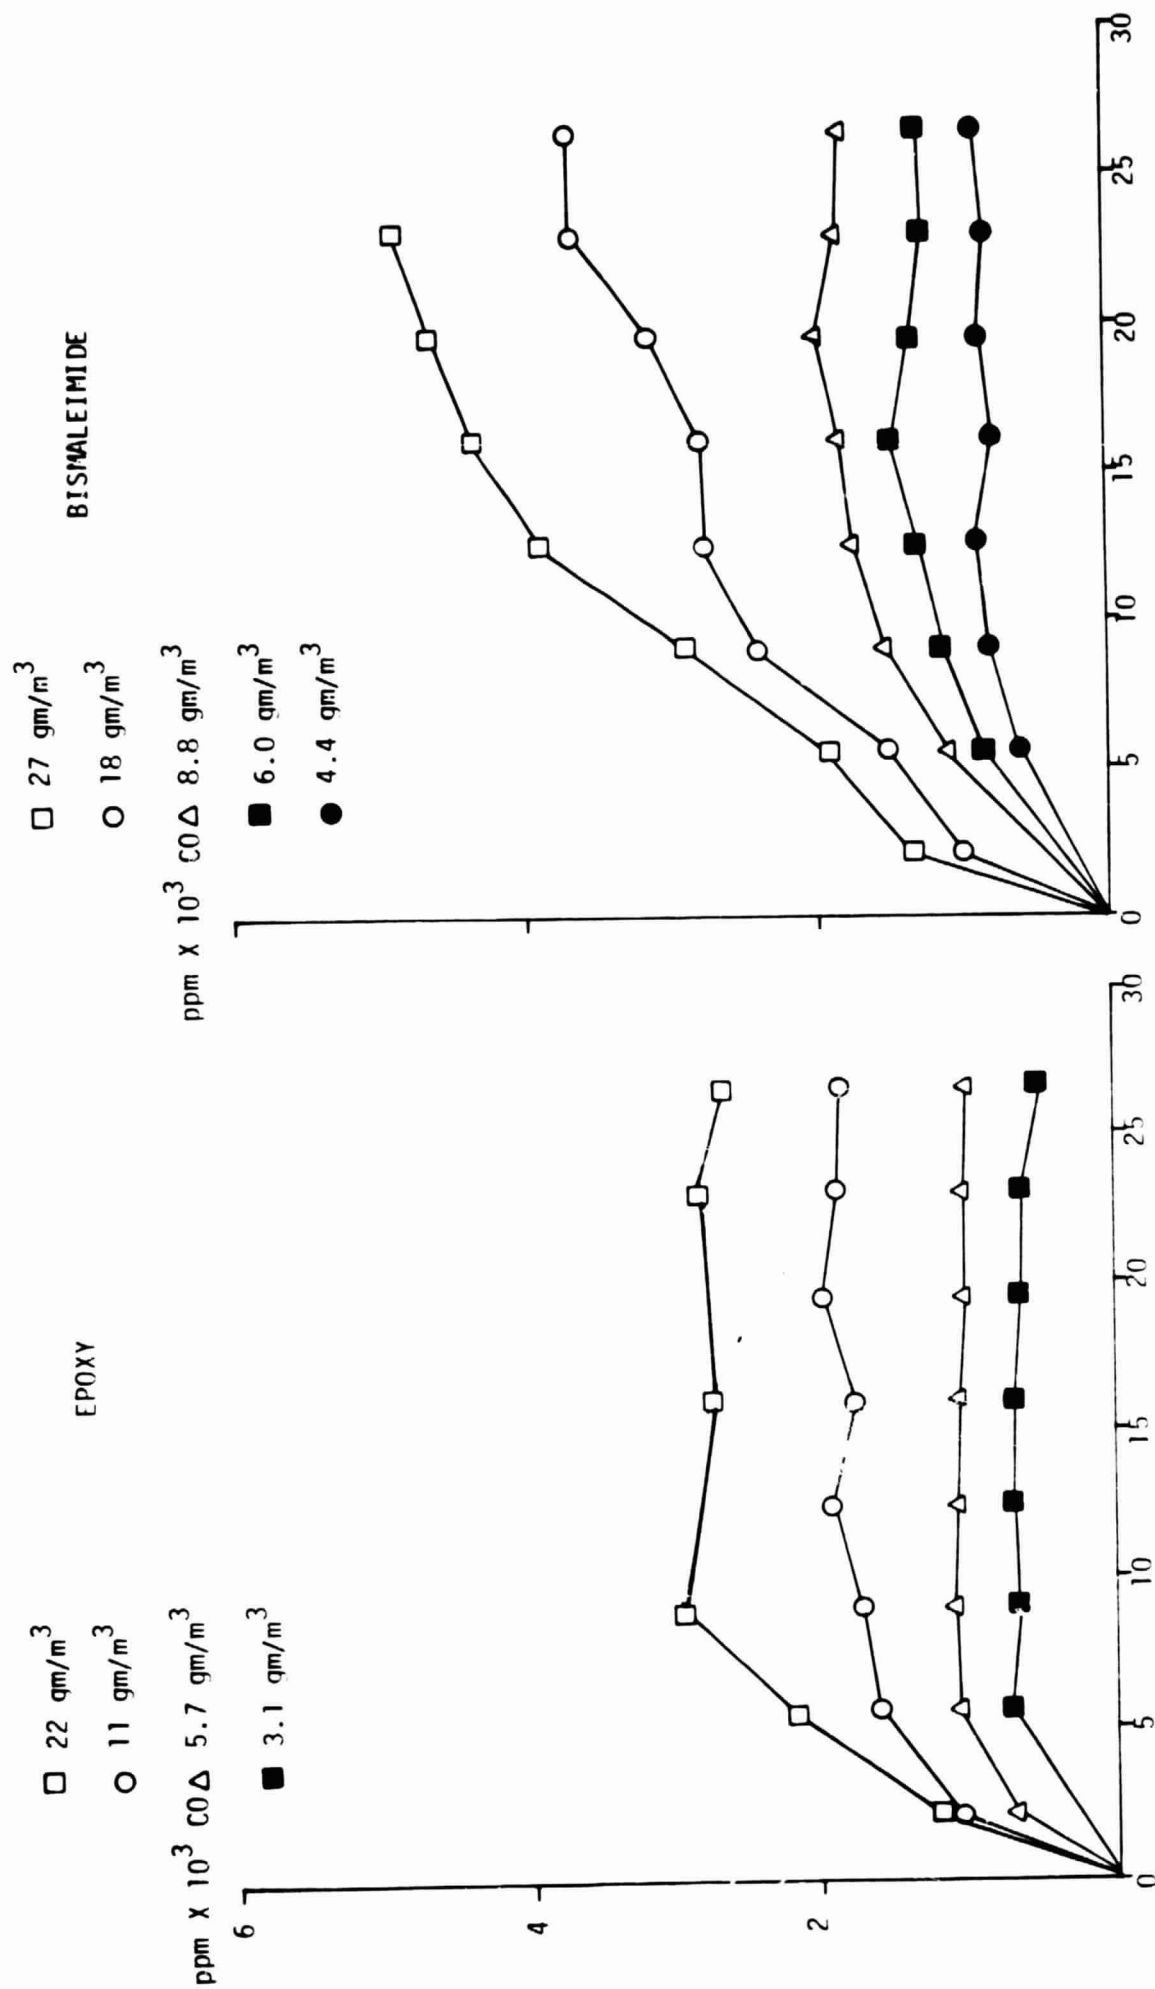 EPOXY
□ 22 gm/m³
○ 11 gm/m³
ppm X 10³ CO △ 5.7 gm/m³
■ 3.1 gm/m³
6
4
2
0 5 10 15 20 25 30
BISMALEIMIDE
□ 27 gm/m³
○ 18 gm/m³
ppm X 10³ CO △ 8.8 gm/m³
■ 6.0 gm/m³
● 4.4 gm/m³
0 5 10 15 20 25 30